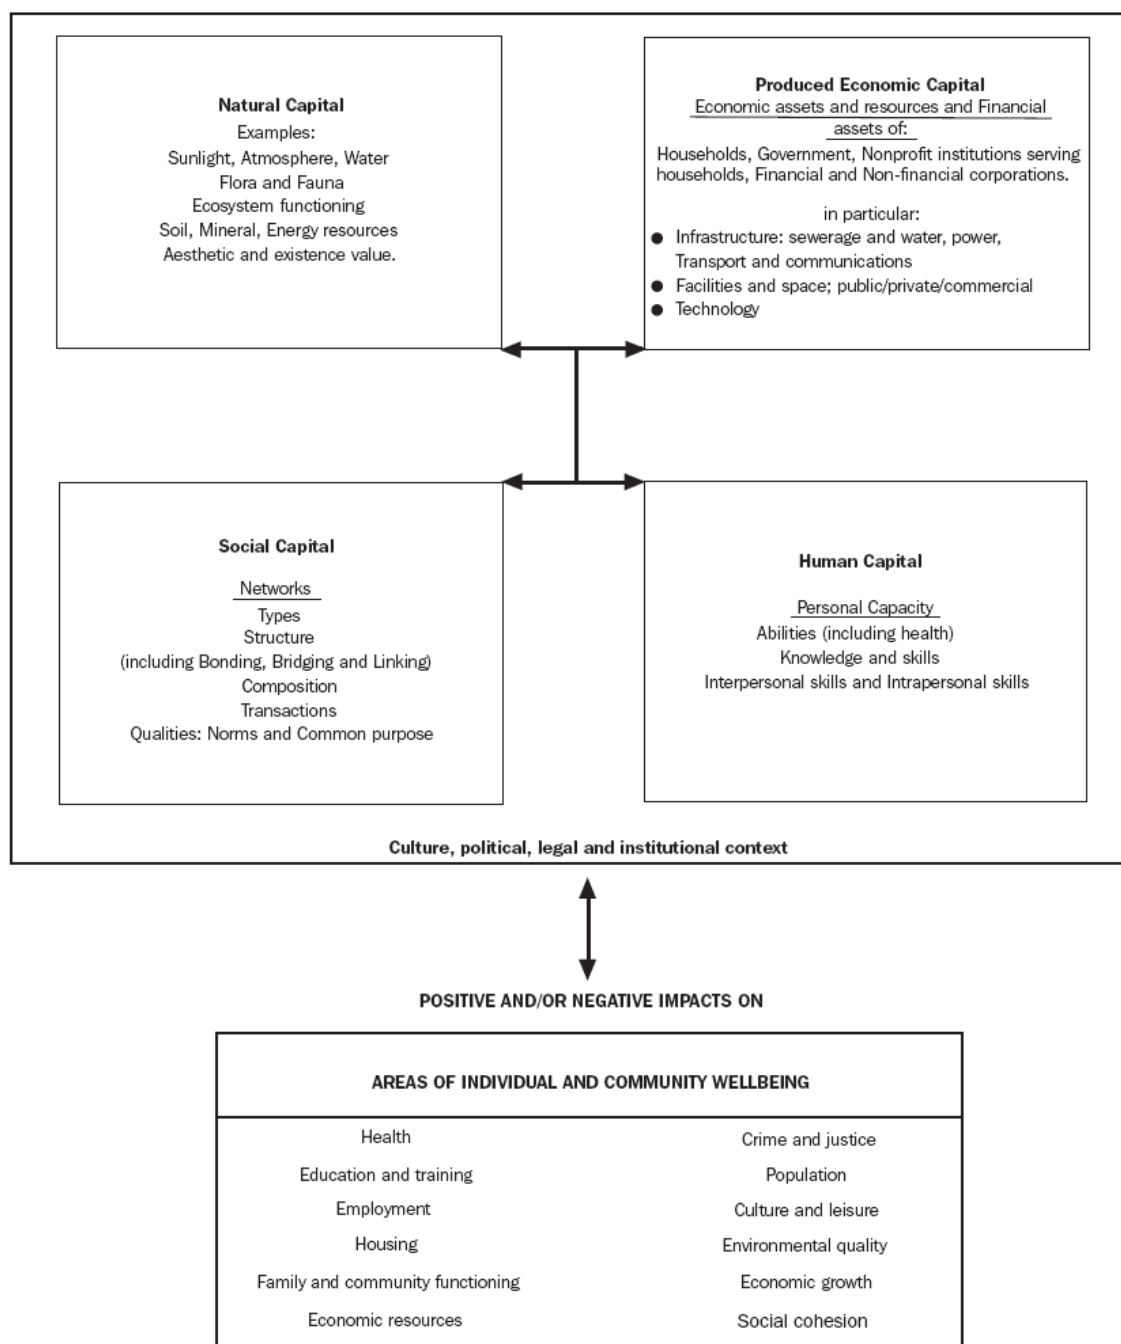 Natural Capital
Examples:
Sunlight, Atmosphere, Water
Flora and Fauna
Ecosystem functioning
Soil, Mineral, Energy resources
Aesthetic and existence value.
Produced Economic Capital
Economic assets and resources and Financial
assets of:
Households, Government, Nonprofit institutions serving
households, Financial and Non-financial corporations.
in particular:
● Infrastructure: sewerage and water, power,
Transport and communications
● Facilities and space; public/private/commercial
● Technology
Social Capital
Networks
Types
Structure
(including Bonding, Bridging and Linking)
Composition
Transactions
Qualities: Norms and Common purpose
Human Capital
Personal Capacity
Abilities (including health)
Knowledge and skills
Interpersonal skills and Intrapersonal skills
Culture, political, legal and institutional context
POSITIVE AND/OR NEGATIVE IMPACTS ON
AREAS OF INDIVIDUAL AND COMMUNITY WELLBEING
Health
Education and training
Employment
Housing
Family and community functioning
Economic resources
Crime and justice
Population
Culture and leisure
Environmental quality
Economic growth
Social cohesion